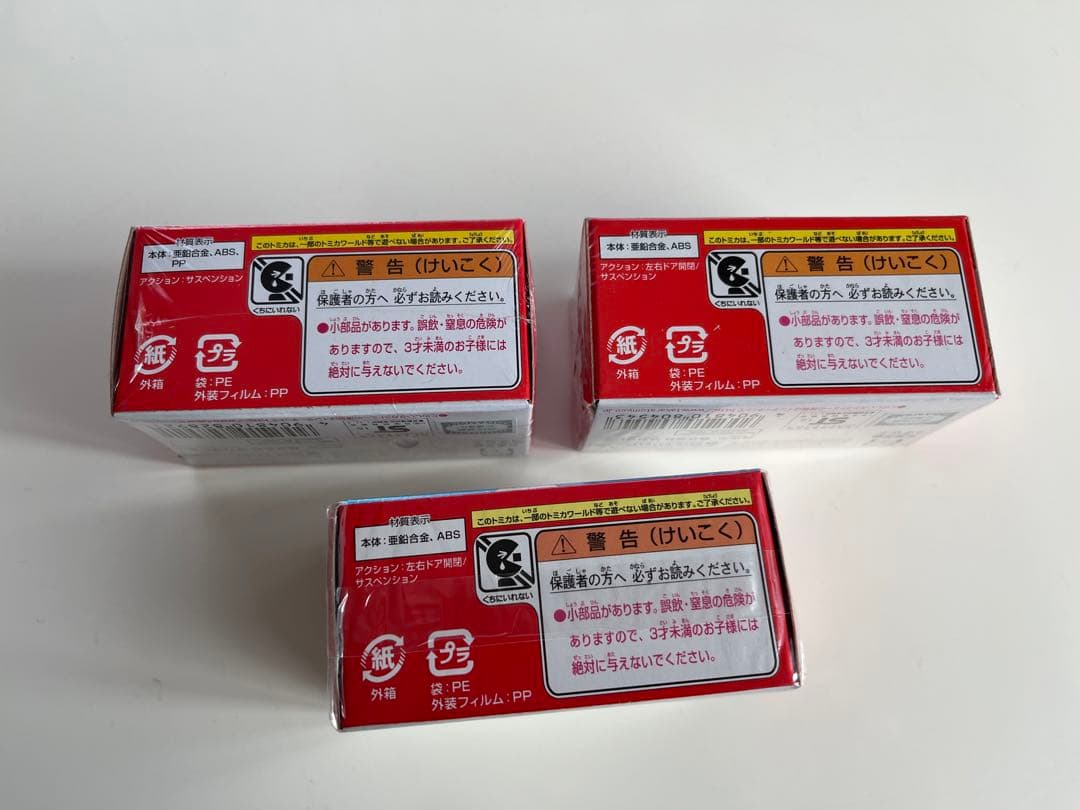 材質表示
本体：亜鉛合金、ABS、
PP
アクション：サスペンション
このトミカは、一部のトミカワールド等で遊べない場合があります。ご了承ください。
くちにいれない
警告（けいこく）
保護者の方へ 必ずお読みください。
●小部品があります。誤飲・窒息の危険が
ありますので、3才未満のお子様には
絶対に与えないでください。
紙
外箱
プラ
袋：PE
外装フィルム：PP
ST
材質表示
本体：亜鉛合金、ABS
アクション：左右ドア開閉/
サスペンション
このトミカは、一部のトミカワールド等で遊べない場合があります。ご了承ください。
くちにいれない
警告（けいこく）
保護者の方へ 必ずお読みください。
●小部品があります。誤飲・窒息の危険が
ありますので、3才未満のお子様には
絶対に与えないでください。
紙
外箱
プラ
袋：PE
外装フィルム：PP
ST
材質表示
本体：亜鉛合金、ABS
アクション：左右ドア開閉/
サスペンション
このトミカは、一部のトミカワールド等で遊べない場合があります。ご了承ください。
くちにいれない
警告（けいこく）
保護者の方へ 必ずお読みください。
●小部品があります。誤飲・窒息の危険が
ありますので、3才未満のお子様には
絶対に与えないでください。
紙
外箱
プラ
袋：PE
外装フィルム：PP